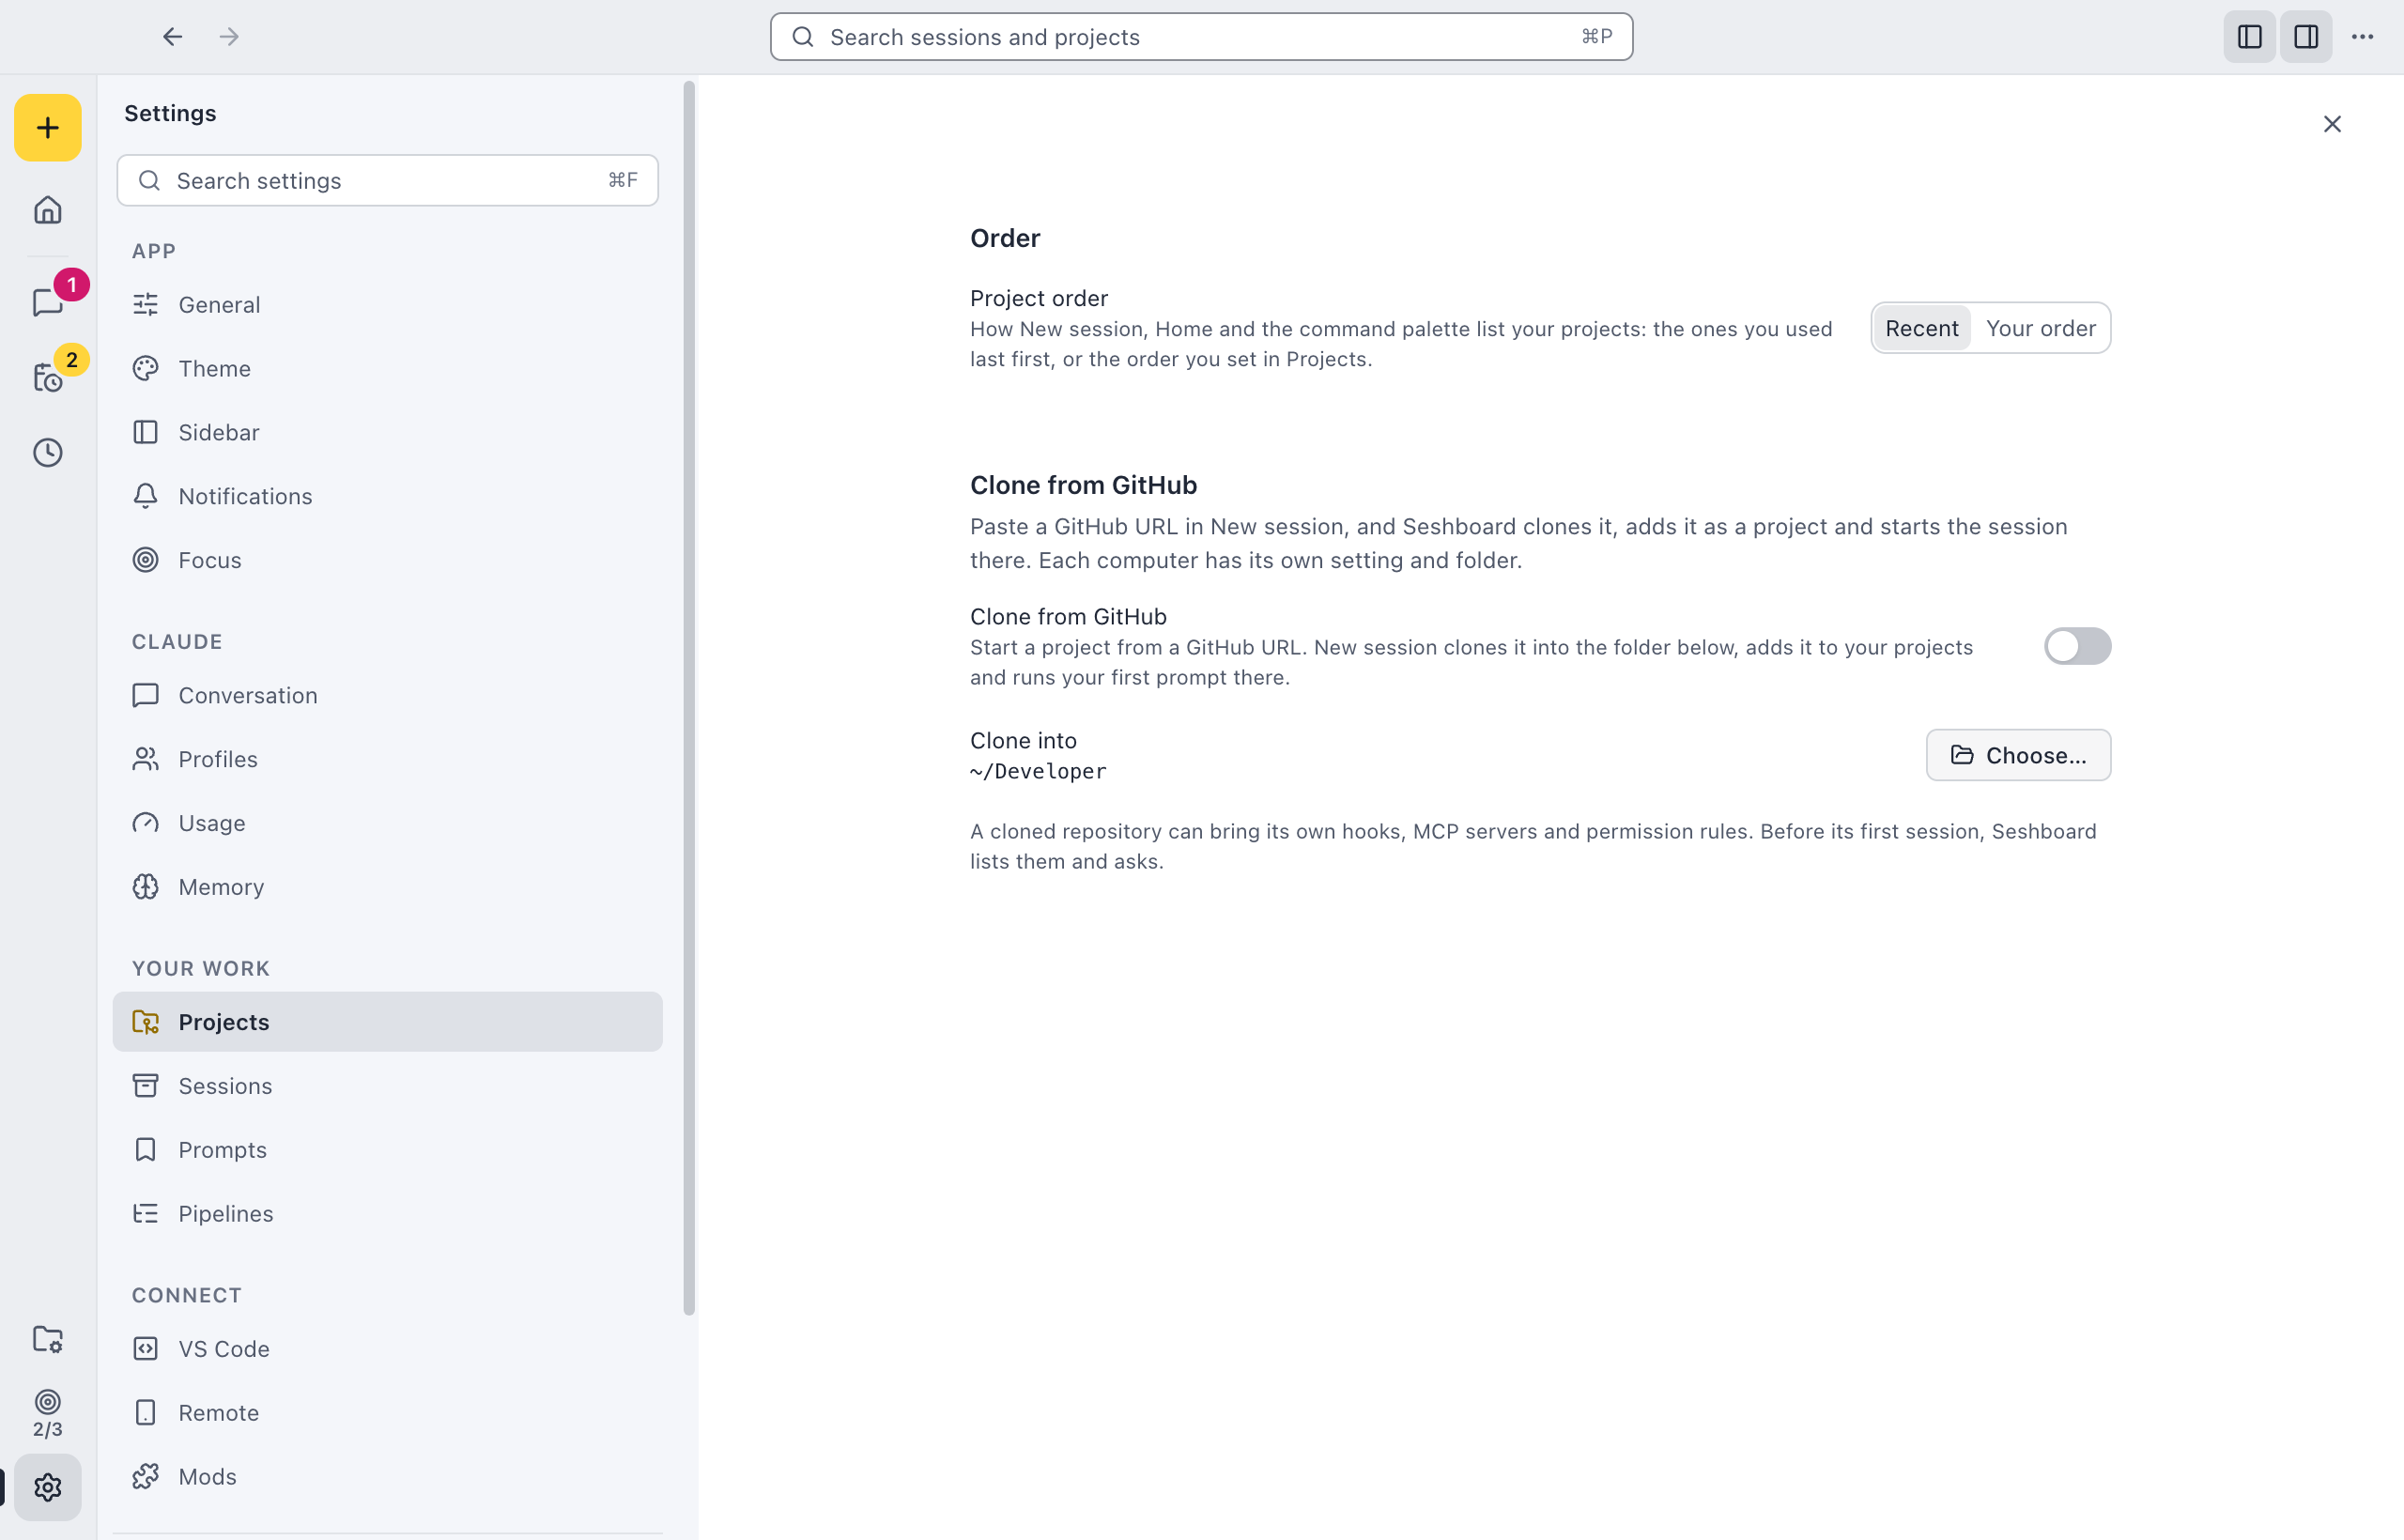 Search sessions and projects ⌘P
Settings
Search settings ⌘F
APP
General
Theme
Sidebar
Notifications
Focus
CLAUDE
Conversation
Profiles
Usage
Memory
YOUR WORK
Projects
Sessions
Prompts
Pipelines
CONNECT
VS Code
Remote
Mods
1
2
2/3
Order
Project order
How New session, Home and the command palette list your projects: the ones you used
last first, or the order you set in Projects.
Recent Your order
Clone from GitHub
Paste a GitHub URL in New session, and Seshboard clones it, adds it as a project and starts the session
there. Each computer has its own setting and folder.
Clone from GitHub
Start a project from a GitHub URL. New session clones it into the folder below, adds it to your projects
and runs your first prompt there.
Clone into
~/Developer
Choose...
A cloned repository can bring its own hooks, MCP servers and permission rules. Before its first session, Seshboard
lists them and asks.